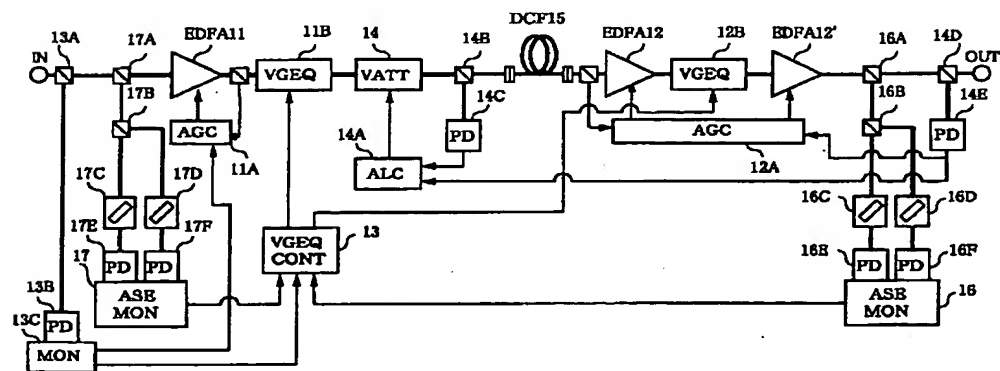 DCF15
13A
17A
EDFA11
11B
14
14B
EDFA12
12B
EDFA12'
16A
14D
IN
OUT
VGEQ
VATT
VGEQ
17B
14C
16B
14E
AGC
PD
AGC
PD
11A
14A
12A
ALC
17C
17D
16C
16D
13
17E
17F
VGEQ
CONT
16E
16F
17
PD
PD
PD
PD
13B
ASE
MON
ASE
MON
16
13C
PD
MON